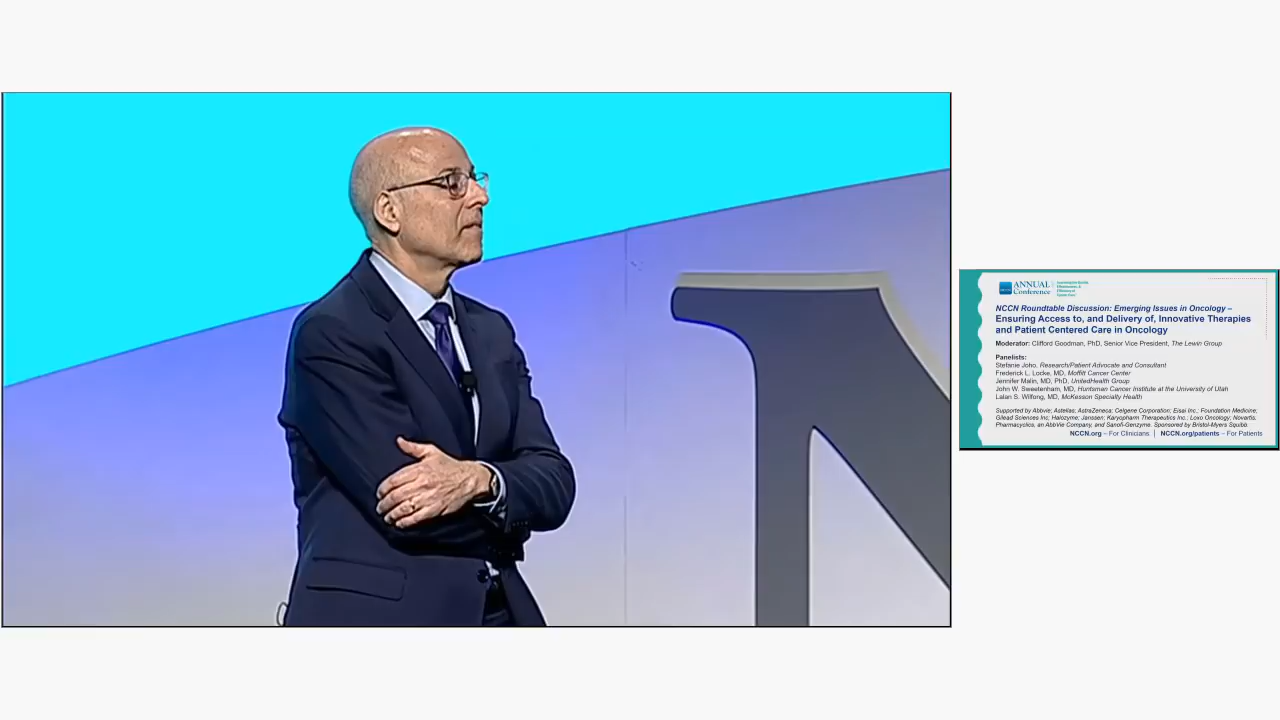 N
ANNUAL
Conference
NCCN Roundtable Discussion: Emerging Issues in Oncology –
Ensuring Access to, and Delivery of, Innovative Therapies
and Patient Centered Care in Oncology
Moderator: Clifford Goodman, PhD, Senior Vice President, The Lewin Group
Panelists:
Stefanie Joho, Research/Patient Advocate and Consultant
Frederick L. Locke, MD, Moffitt Cancer Center
Jennifer Malin, MD, PhD, UnitedHealth Group
John W. Sweetenham, MD, Huntsman Cancer Institute at the University of Utah
Lalan S. Wilfong, MD, McKesson Specialty Health
Supported by Abbvie; Astellas; AstraZeneca; Celgene Corporation; Eisai Inc.; Foundation Medicine;
Gilead Sciences Inc; Halozyme; Janssen; Karyopharm Therapeutics Inc.; Loxo Oncology; Novartis;
Pharmacyclics, an AbbVie Company, and Sanofi-Genzyme. Sponsored by Bristol-Myers Squibb.
NCCN.org – For Clinicians | NCCN.org/patients – For Patients